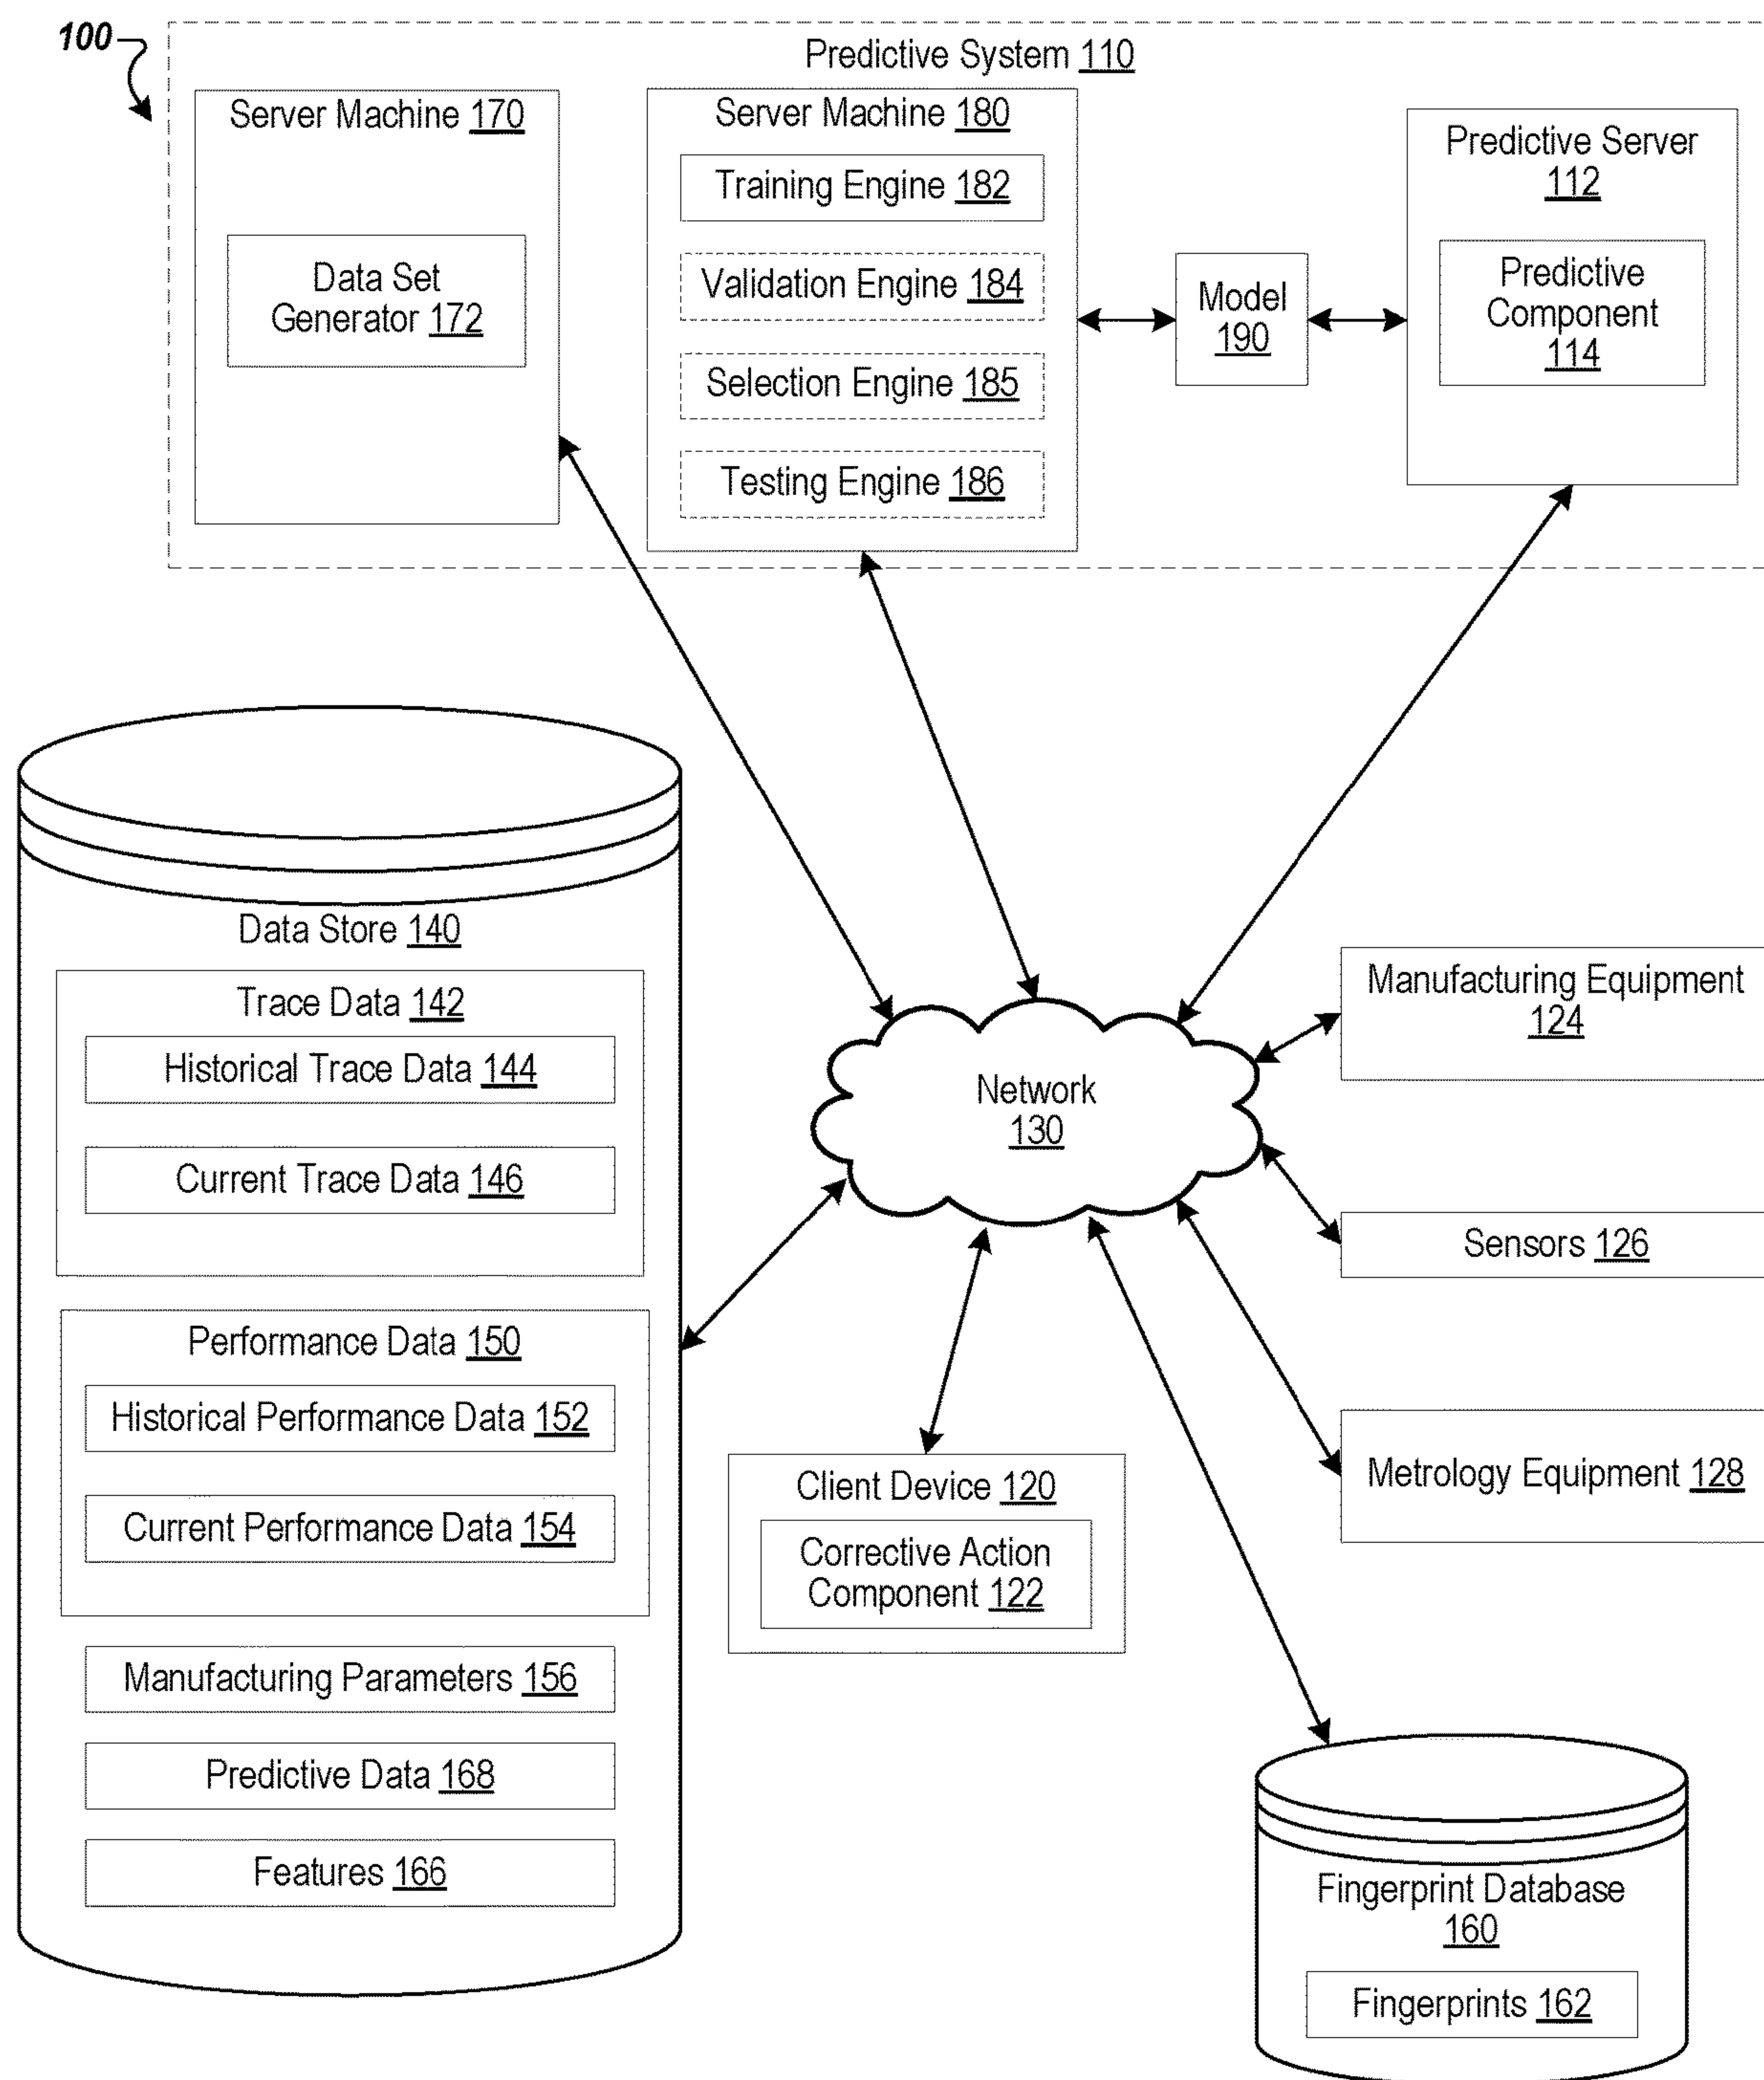 100
Predictive System 110
Server Machine 170
Data Set
Generator 172
Server Machine 180
Training Engine 182
Validation Engine 184
Selection Engine 185
Testing Engine 186
Model
190
Predictive Server
112
Predictive
Component
114
Data Store 140
Trace Data 142
Historical Trace Data 144
Current Trace Data 146
Performance Data 150
Historical Performance Data 152
Current Performance Data 154
Manufacturing Parameters 156
Predictive Data 168
Features 166
Network
130
Manufacturing Equipment
124
Sensors 126
Metrology Equipment 128
Client Device 120
Corrective Action
Component 122
Fingerprint Database
160
Fingerprints 162